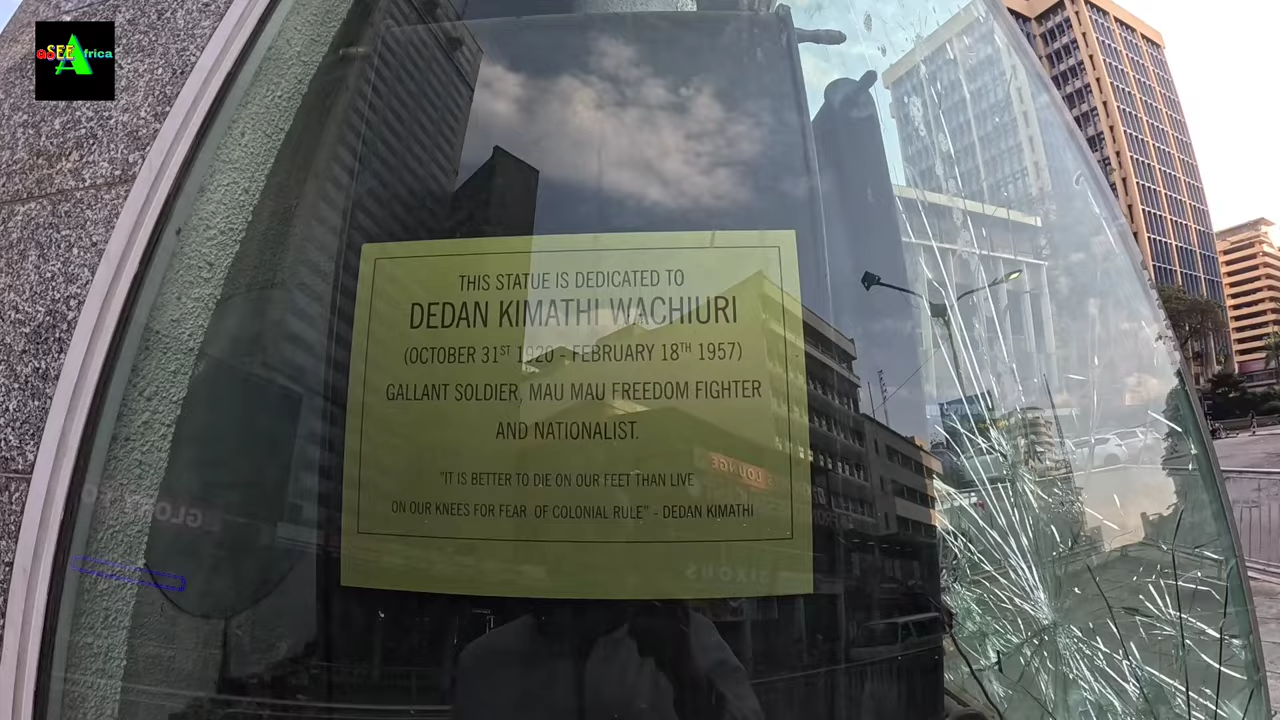 goSEEAfrica
THIS STATUE IS DEDICATED TO
DEDAN KIMATHI WACHIURI
(OCTOBER 31ST 1920 - FEBRUARY 18TH 1957)
GALLANT SOLDIER, MAU MAU FREEDOM FIGHTER
AND NATIONALIST.
"IT IS BETTER TO DIE ON OUR FEET THAN LIVE
ON OUR KNEES FOR FEAR OF COLONIAL RULE" - DEDAN KIMATHI
LOUNGE